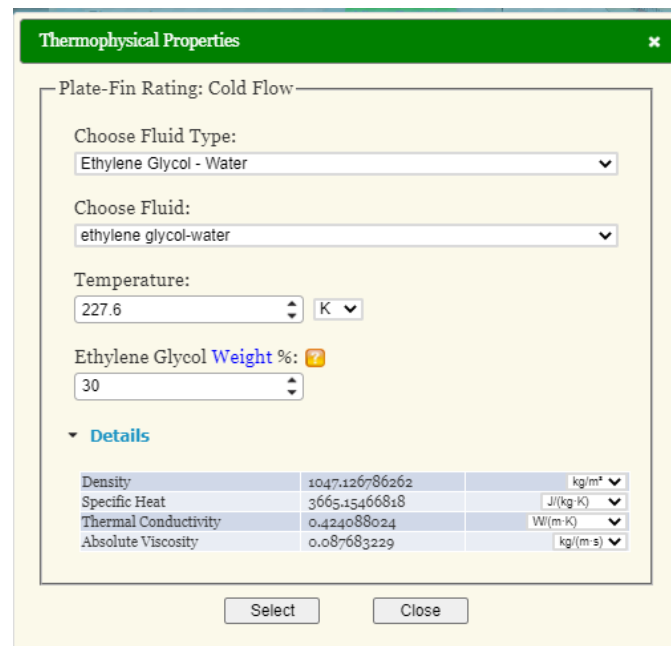 Thermophysical Properties
Plate-Fin Rating: Cold Flow
Choose Fluid Type:
Ethylene Glycol - Water
Choose Fluid:
ethylene glycol-water
Temperature:
227.6 K
Ethylene Glycol Weight %: ?
30
Details
Density 1047.126786262 kg/m³
Specific Heat 3665.15466818 J/(kg·K)
Thermal Conductivity 0.424088024 W/(m·K)
Absolute Viscosity 0.087683229 kg/(m·s)
Select Close